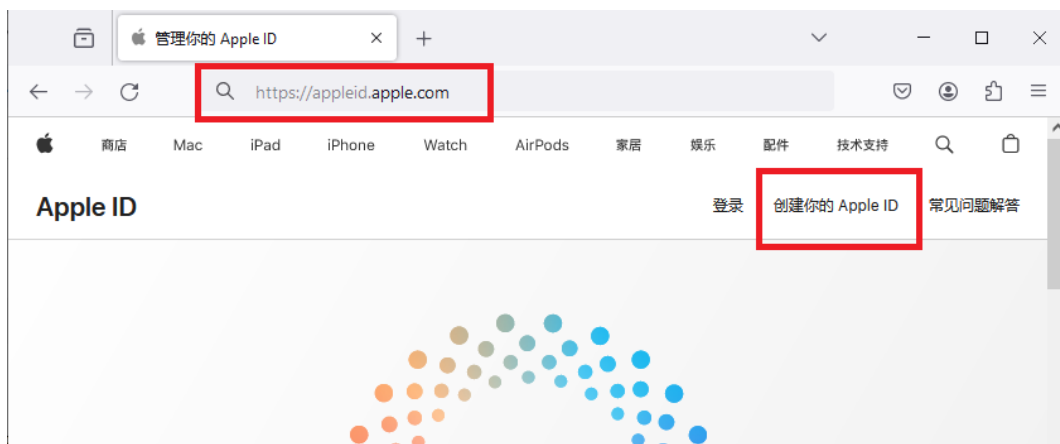 管理你的 Apple ID
https://appleid.apple.com
商店 Mac iPad iPhone Watch AirPods 家居 娱乐 配件 技术支持
Apple ID 登录 创建你的 Apple ID 常见问题解答